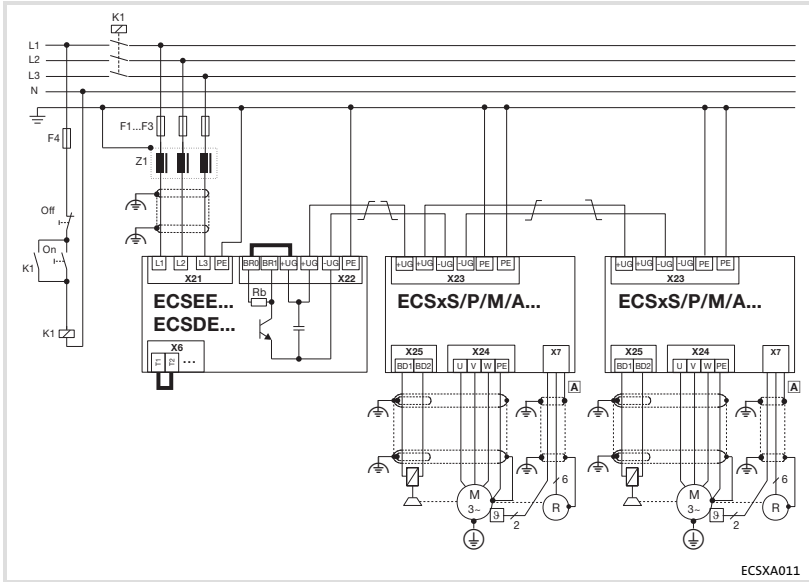 K1
L1
L2
L3
N
F4
F1...F3
Z1
Off
On
K1
K1
L1 L2 L3 PE
X21
BR0 BR1 +UG +UG -UG PE
X22
ECSEE...
ECSDE...
Rb
X6
T1 T2 ...
+UG +UG -UG -UG PE PE
X23
ECSxS/P/M/A...
X25 X24 X7
BD1 BD2 U V W PE
A
M
3~
ϑ
2
6
R
+UG +UG -UG -UG PE PE
X23
ECSxS/P/M/A...
X25 X24 X7
BD1 BD2 U V W PE
A
M
3~
ϑ
2
6
R
ECSXA011